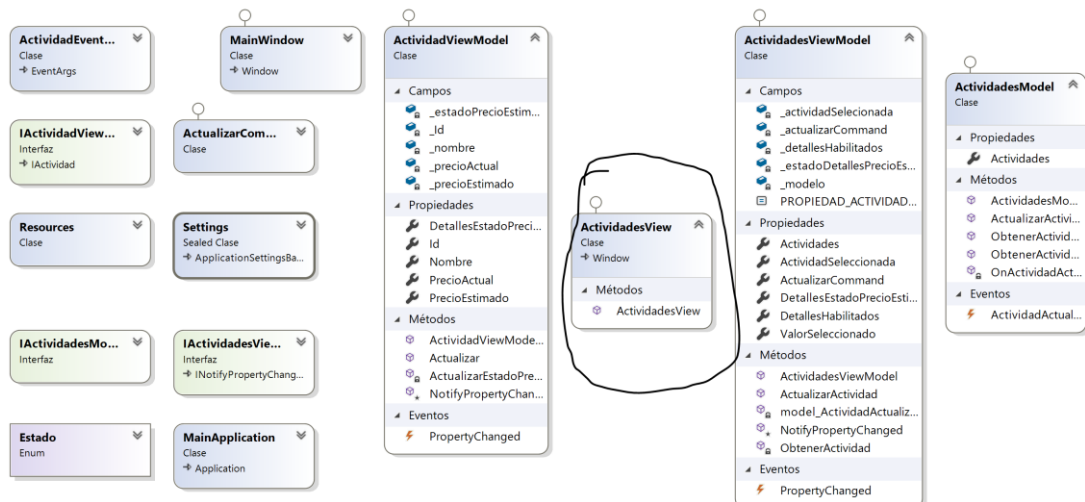 ActividadEvent...
Clase
EventArgs
MainWindow
Clase
Window
IActividadView...
Interfaz
IActividad
ActualizarCom...
Clase
Resources
Clase
Settings
Sealed Clase
ApplicationSettingsBa...
IActividadesMo...
Interfaz
IActividadesVie...
Interfaz
INotifyPropertyChang...
Estado
Enum
MainApplication
Clase
Application
ActividadViewModel
Clase
Campos
_estadoPrecioEstim...
_Id
_nombre
_precioActual
_precioEstimado
Propiedades
DetallesEstadoPreci...
Id
Nombre
PrecioActual
PrecioEstimado
Métodos
ActividadViewMode...
Actualizar
ActualizarEstadoPre...
NotifyPropertyChan...
Eventos
PropertyChanged
ActividadesView
Clase
Window
Métodos
ActividadesView
ActividadesViewModel
Clase
Campos
_actividadSelecionada
_actualizarCommand
_detallesHabilitados
_estadoDetallesPrecioEs...
_modelo
PROPIEDAD_ACTIVIDAD...
Propiedades
Actividades
ActividadSeleccionada
ActualizarCommand
DetallesEstadoPrecioEsti...
DetallesHabilitados
ValorSeleccionado
Métodos
ActividadesViewModel
ActualizarActividad
model_ActividadActualiz...
NotifyPropertyChanged
ObtenerActividad
Eventos
PropertyChanged
ActividadesModel
Clase
Propiedades
Actividades
Métodos
ActividadesMo...
ActualizarActivi...
ObtenerActivid...
ObtenerActivid...
OnActividadAct...
Eventos
ActividadActual...